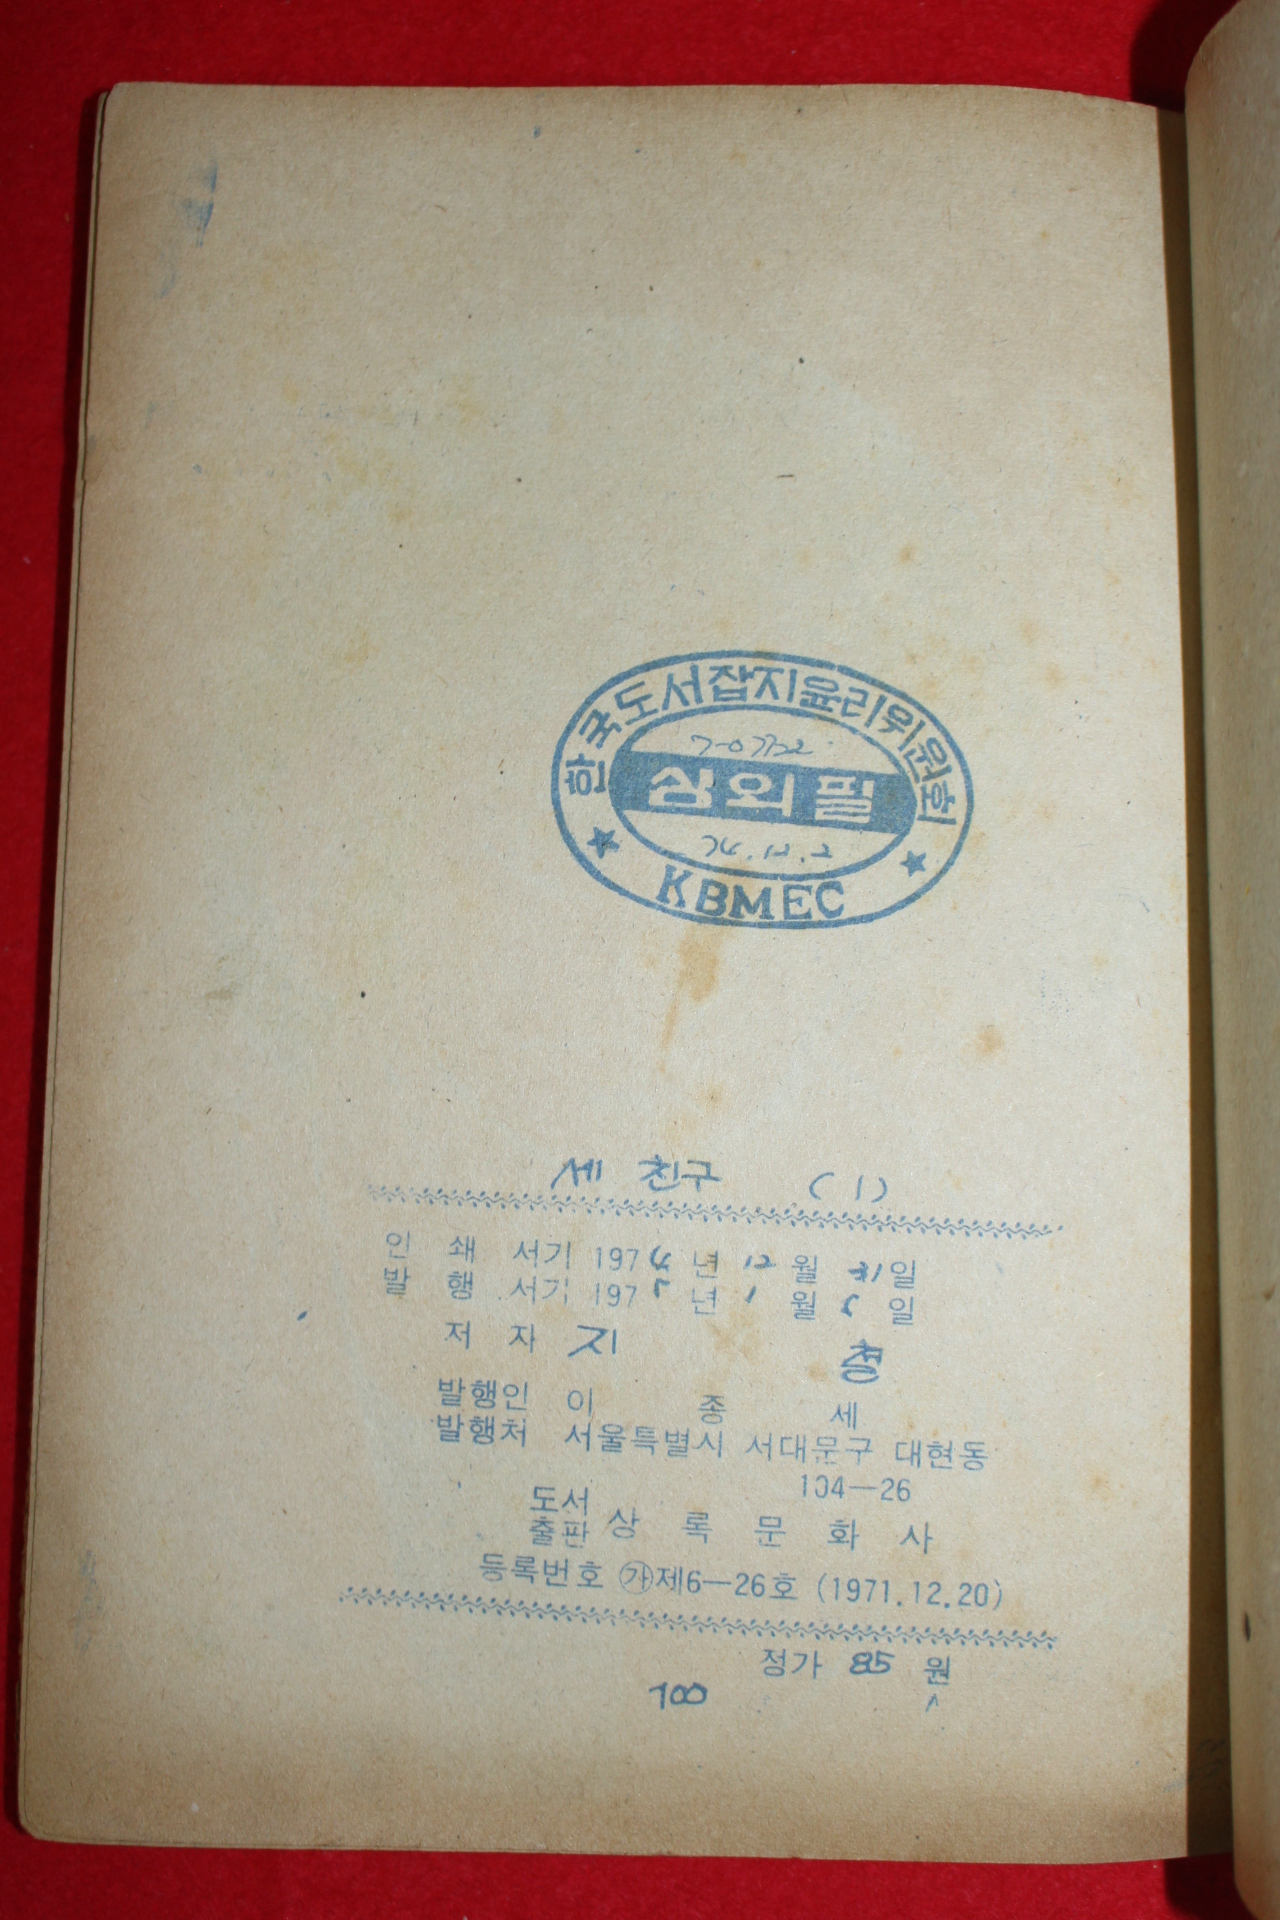 한국도서잡지윤리위원회
7-0732
심의필
74.12.2
★ KBMEC ★
세 친구 (1)
인 쇄 서기 1974년 12월 31일
발 행 서기 1975년 1월 5일
저 자 지 청
발행인 이 종 세
발행처 서울특별시 서대문구 대현동
104—26
도서출판 상 록 문 화 사
등록번호 ㉮제6—26호 (1971.12.20)
정가 85 원
100